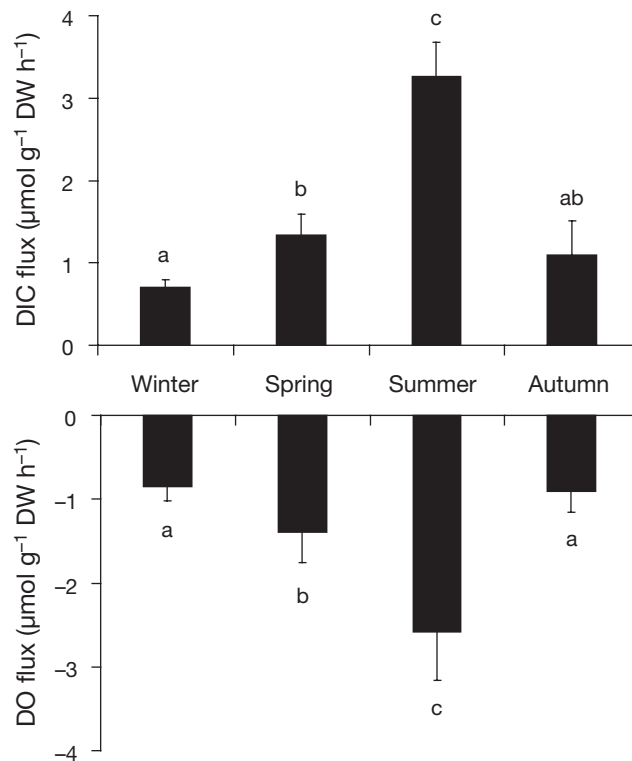 DIC flux (µmol g⁻¹ DW h⁻¹)
4
3
2
1
0
a
b
c
ab
Winter
Spring
Summer
Autumn
DO flux (µmol g⁻¹ DW h⁻¹)
0
−1
−2
−3
−4
a
b
c
a